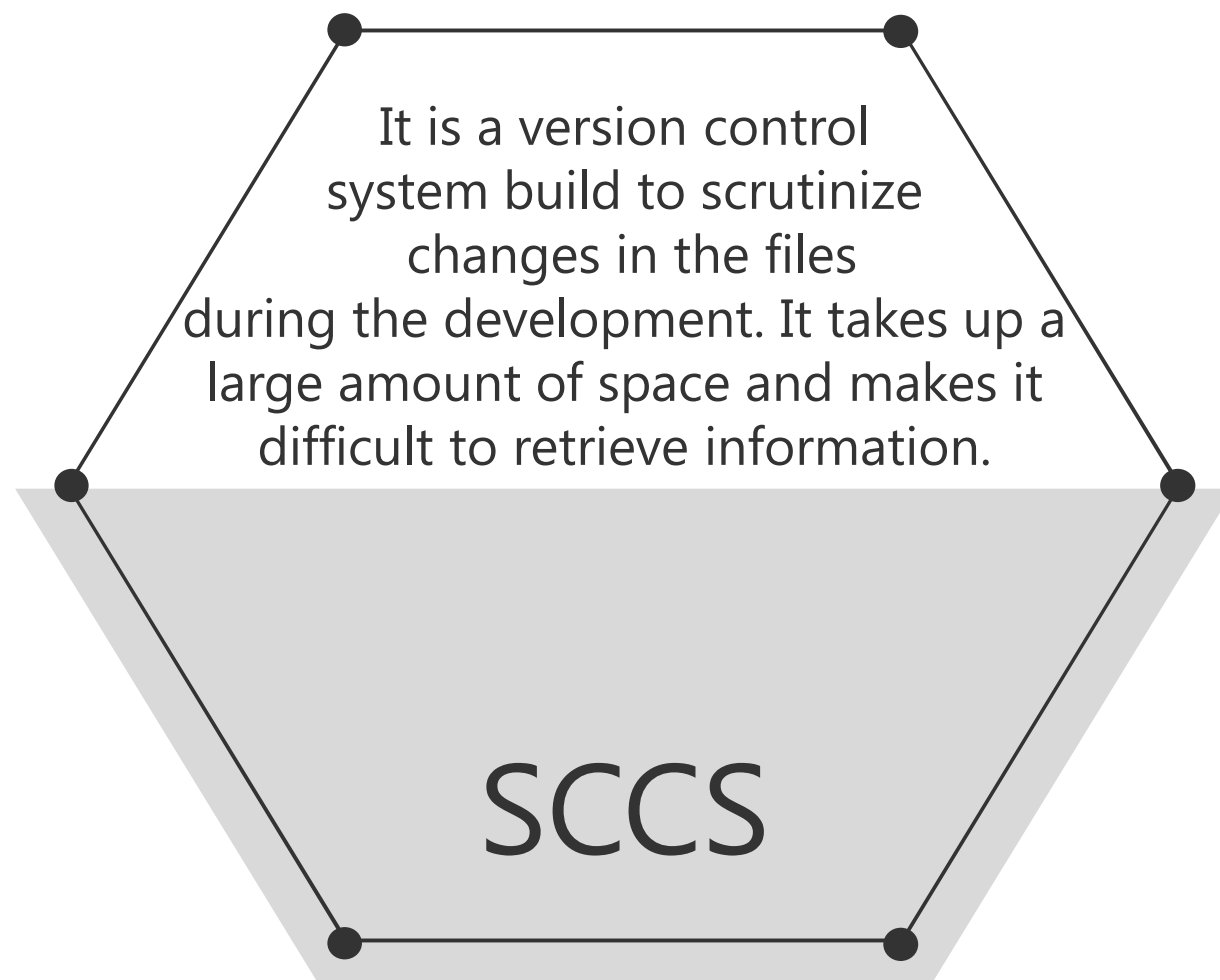 It is a version control
system build to scrutinize
changes in the files
during the development. It takes up a
large amount of space and makes it
difficult to retrieve information.
SCCS